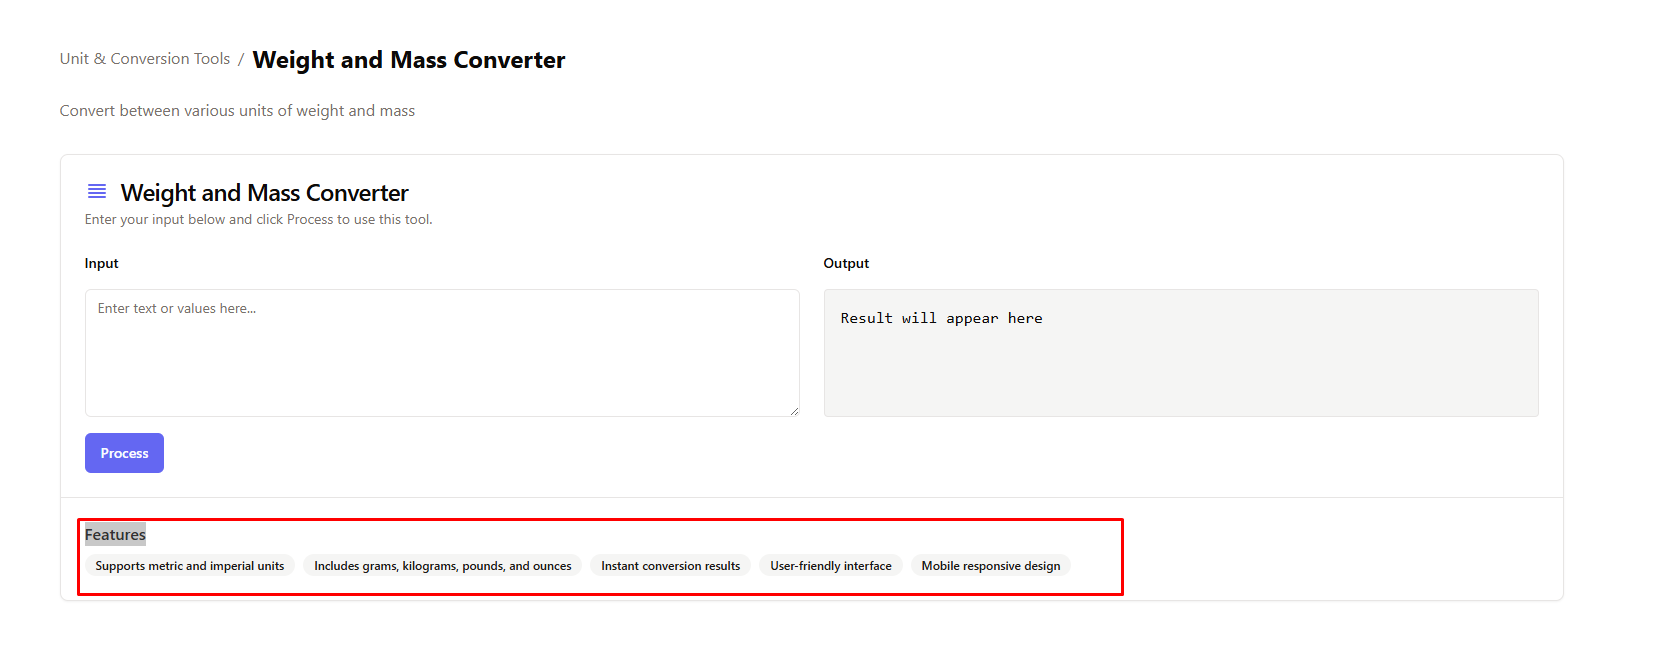 Unit & Conversion Tools / Weight and Mass Converter
Convert between various units of weight and mass
Weight and Mass Converter
Enter your input below and click Process to use this tool.
Input
Enter text or values here...
Output
Result will appear here
Process
Features
Supports metric and imperial units Includes grams, kilograms, pounds, and ounces Instant conversion results User-friendly interface Mobile responsive design